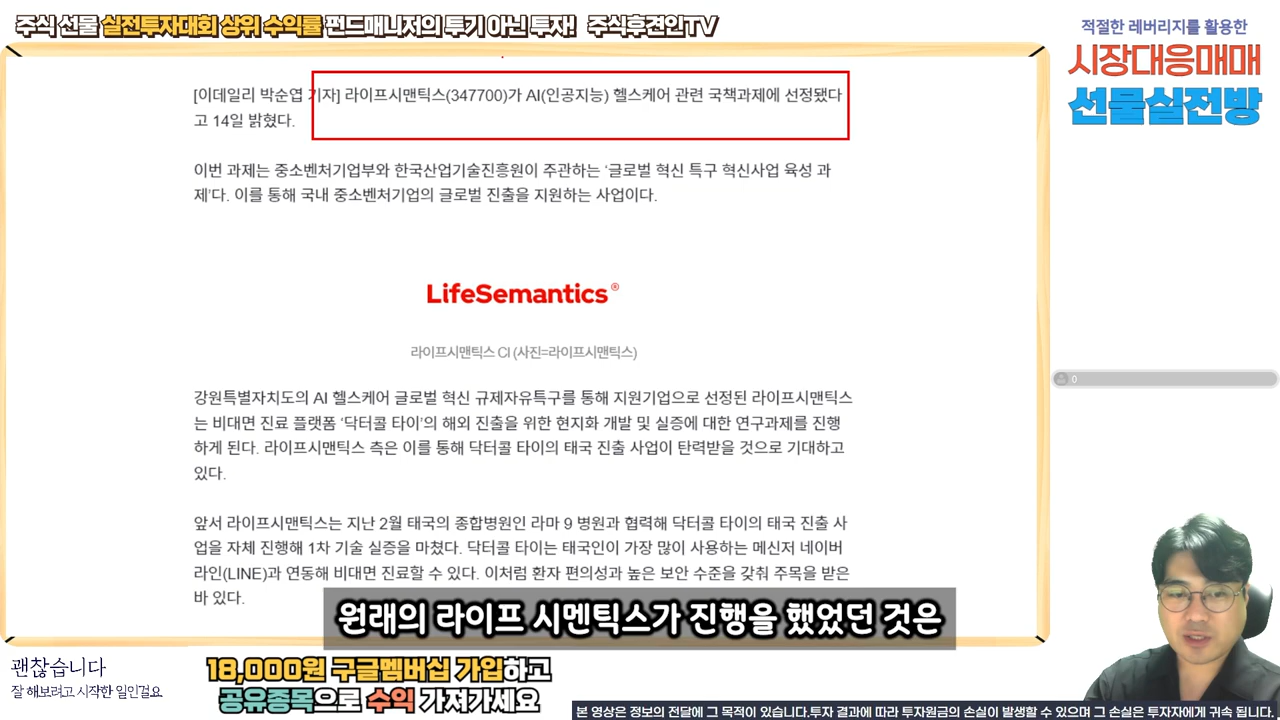 주식 선물 실전투자대회 상위 수익률 펀드매니저의 투기 아닌 투자! 주식후견인TV
적절한 레버리지를 활용한
시장대응매매
선물실전방
[이데일리 박순엽 기자] 라이프시맨틱스(347700)가 AI(인공지능) 헬스케어 관련 국책과제에 선정됐다
고 14일 밝혔다.
이번 과제는 중소벤처기업부와 한국산업기술진흥원이 주관하는 ‘글로벌 혁신 특구 혁신사업 육성 과
제’다. 이를 통해 국내 중소벤처기업의 글로벌 진출을 지원하는 사업이다.
LifeSemantics®
라이프시맨틱스 CI (사진=라이프시맨틱스)
0
강원특별자치도의 AI 헬스케어 글로벌 혁신 규제자유특구를 통해 지원기업으로 선정된 라이프시맨틱스
는 비대면 진료 플랫폼 ‘닥터콜 타이’의 해외 진출을 위한 현지화 개발 및 실증에 대한 연구과제를 진행
하게 된다. 라이프시맨틱스 측은 이를 통해 닥터콜 타이의 태국 진출 사업이 탄력받을 것으로 기대하고
있다.
앞서 라이프시맨틱스는 지난 2월 태국의 종합병원인 라마 9 병원과 협력해 닥터콜 타이의 태국 진출 사
업을 자체 진행해 1차 기술 실증을 마쳤다. 닥터콜 타이는 태국인이 가장 많이 사용하는 메신저 네이버
라인(LINE)과 연동해 비대면 진료할 수 있다. 이처럼 환자 편의성과 높은 보안 수준을 갖춰 주목을 받은
바 있다.
원래의 라이프 시멘틱스가 진행을 했었던 것은
괜찮습니다
잘 해보려고 시작한 일인걸요
18,000원 구글멤버십 가입하고
공유종목으로 수익 가져가세요
본 영상은 정보의 전달에 그 목적이 있습니다.투자 결과에 따라 투자원금의 손실이 발생할 수 있으며 그 손실은 투자자에게 귀속 됩니다.